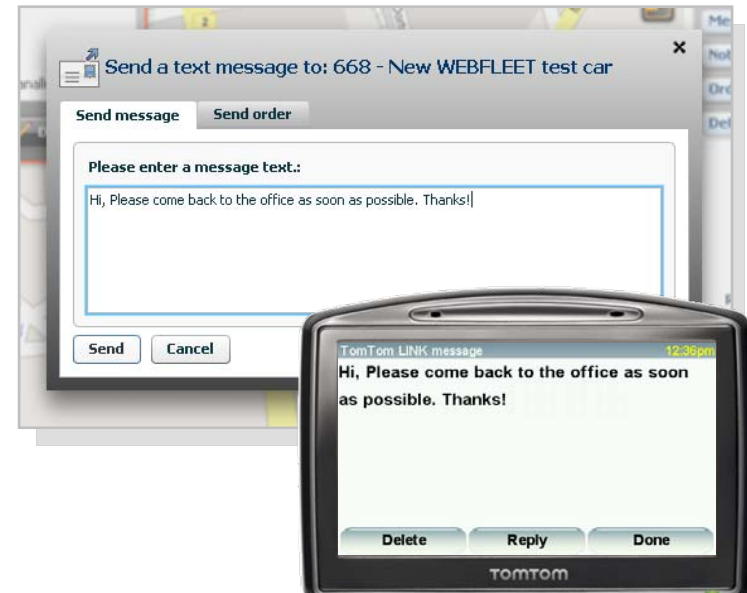 2
Send a text message to: 668 - New WEBFLEET test car
Send message
Send order
Please enter a message text.:
Hi, Please come back to the office as soon as possible. Thanks!
Send
Cancel
TomTom LINK message 12:36pm
Hi, Please come back to the office as soon
as possible. Thanks!
Delete Reply Done
TOMTOM